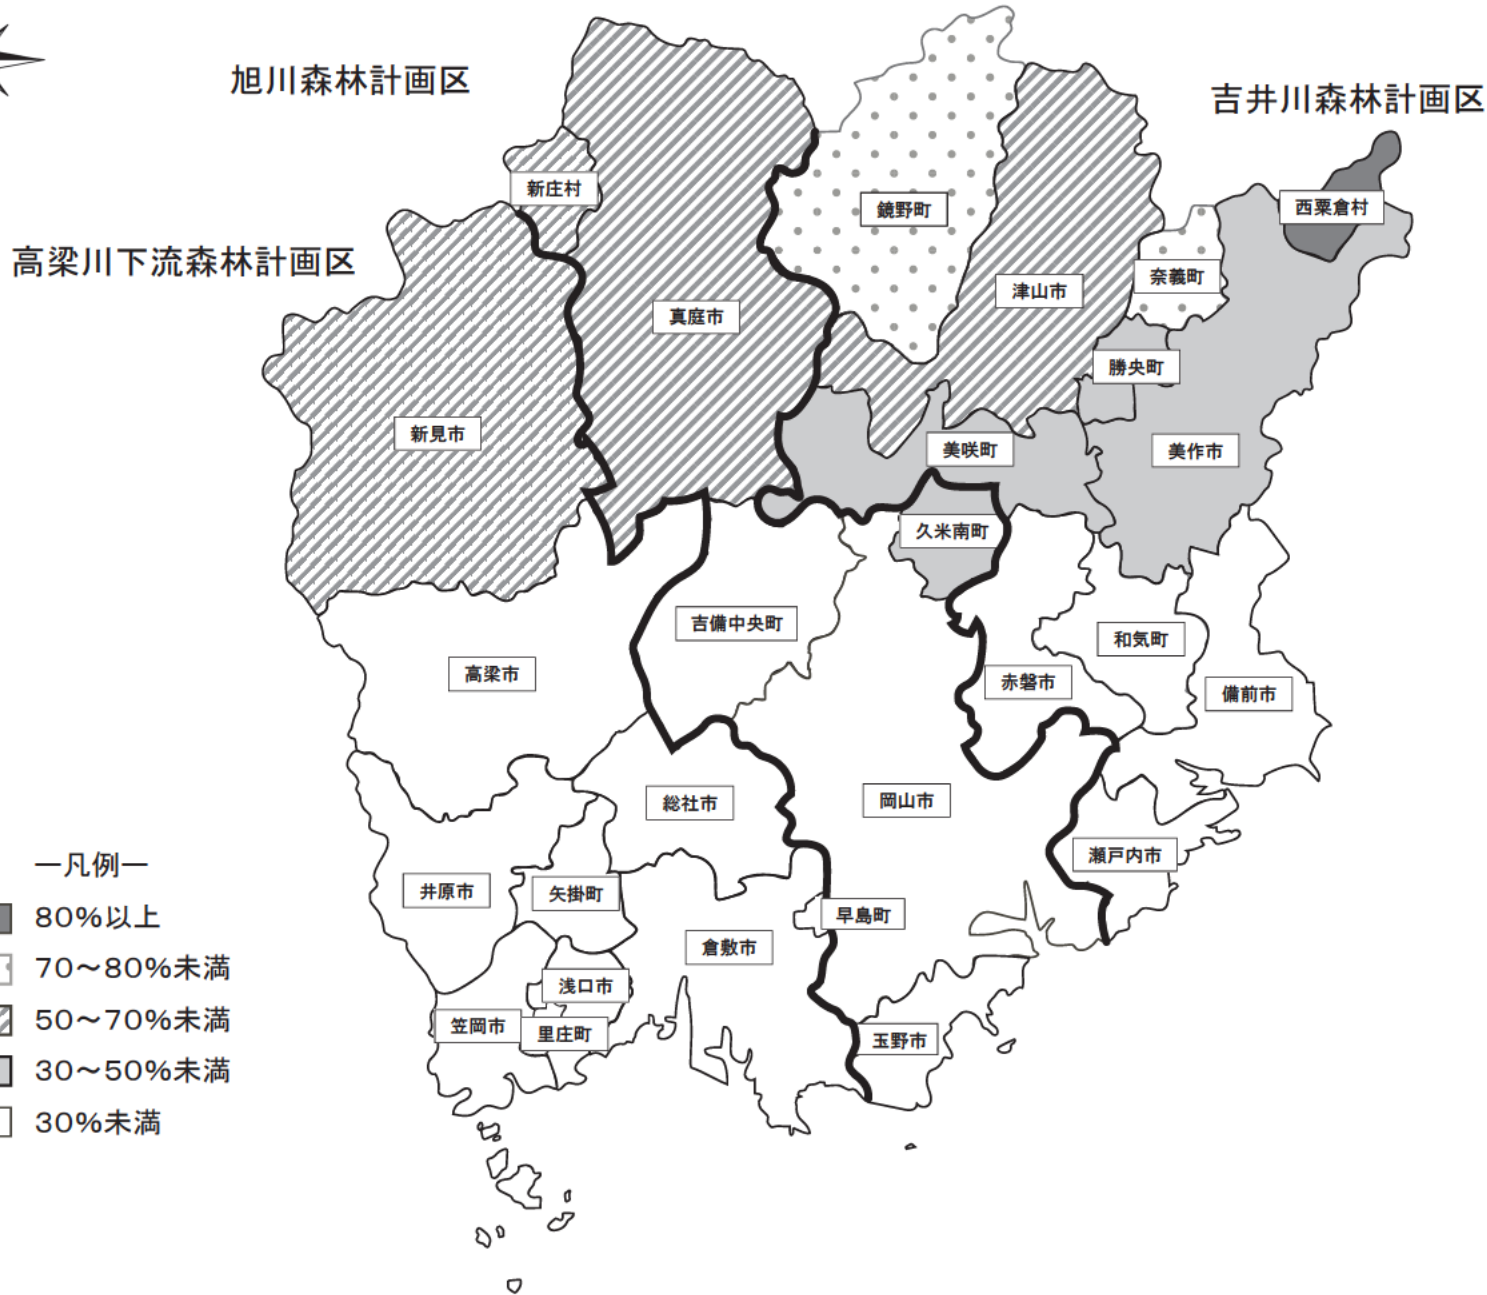 旭川森林計画区
吉井川森林計画区
高梁川下流森林計画区
新庄村
西粟倉村
鏡野町
奈義町
津山市
真庭市
勝央町
新見市
美咲町
美作市
久米南町
吉備中央町
和気町
高梁市
赤磐市
備前市
総社市
岡山市
瀬戸内市
井原市
矢掛町
早島町
倉敷市
浅口市
笠岡市
里庄町
玉野市
―凡例―
80%以上
70～80%未満
50～70%未満
30～50%未満
30%未満